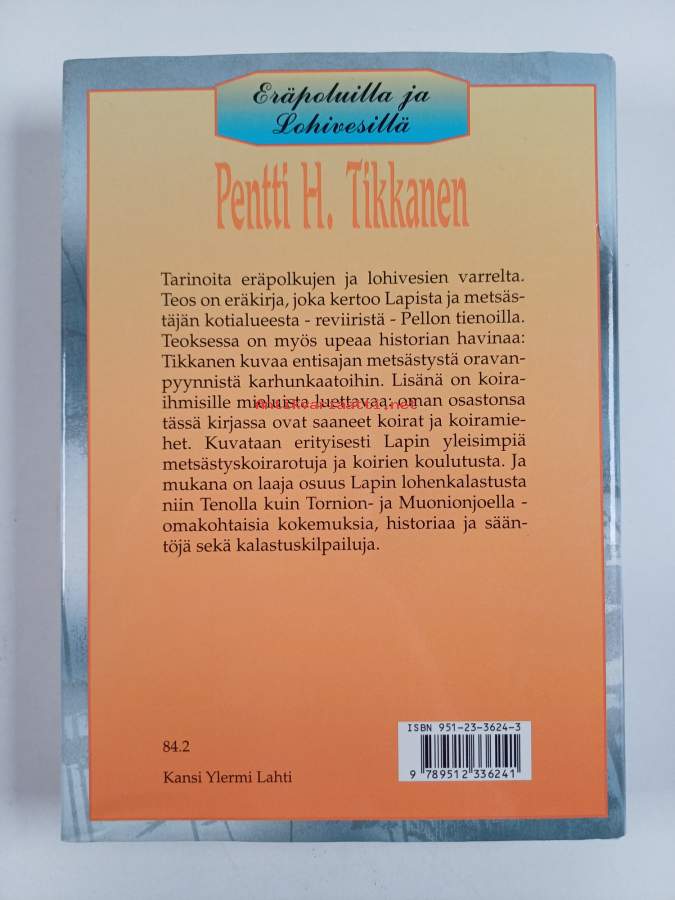 Eräpoluilla ja
Lohivesillä
Pentti H. Tikkanen
Tarinoita eräpolkujen ja lohivesien varrelta.
Teos on eräkirja, joka kertoo Lapista ja metsäs-
täjän kotialueesta - reviiristä - Pellon tienoilla.
Teoksessa on myös upeaa historian havinaa:
Tikkanen kuvaa entisajan metsästystä oravan-
pyynnistä karhunkaatoihin. Lisänä on koira-
ihmisille mieluista luettavaa: oman osastonsa
Antikvariaatti.net
tässä kirjassa ovat saaneet koirat ja koiramie-
het. Kuvataan erityisesti Lapin yleisimpiä
metsästyskoirarotuja ja koirien koulutusta. Ja
mukana on laaja osuus Lapin lohenkalastusta
niin Tenolla kuin Tornion- ja Muonionjoella -
omakohtaisia kokemuksia, historiaa ja sään-
töjä sekä kalastuskilpailuja.
ISBN 951-23-3624-3
84.2
Kansi Ylermi Lahti
9 789512 336241